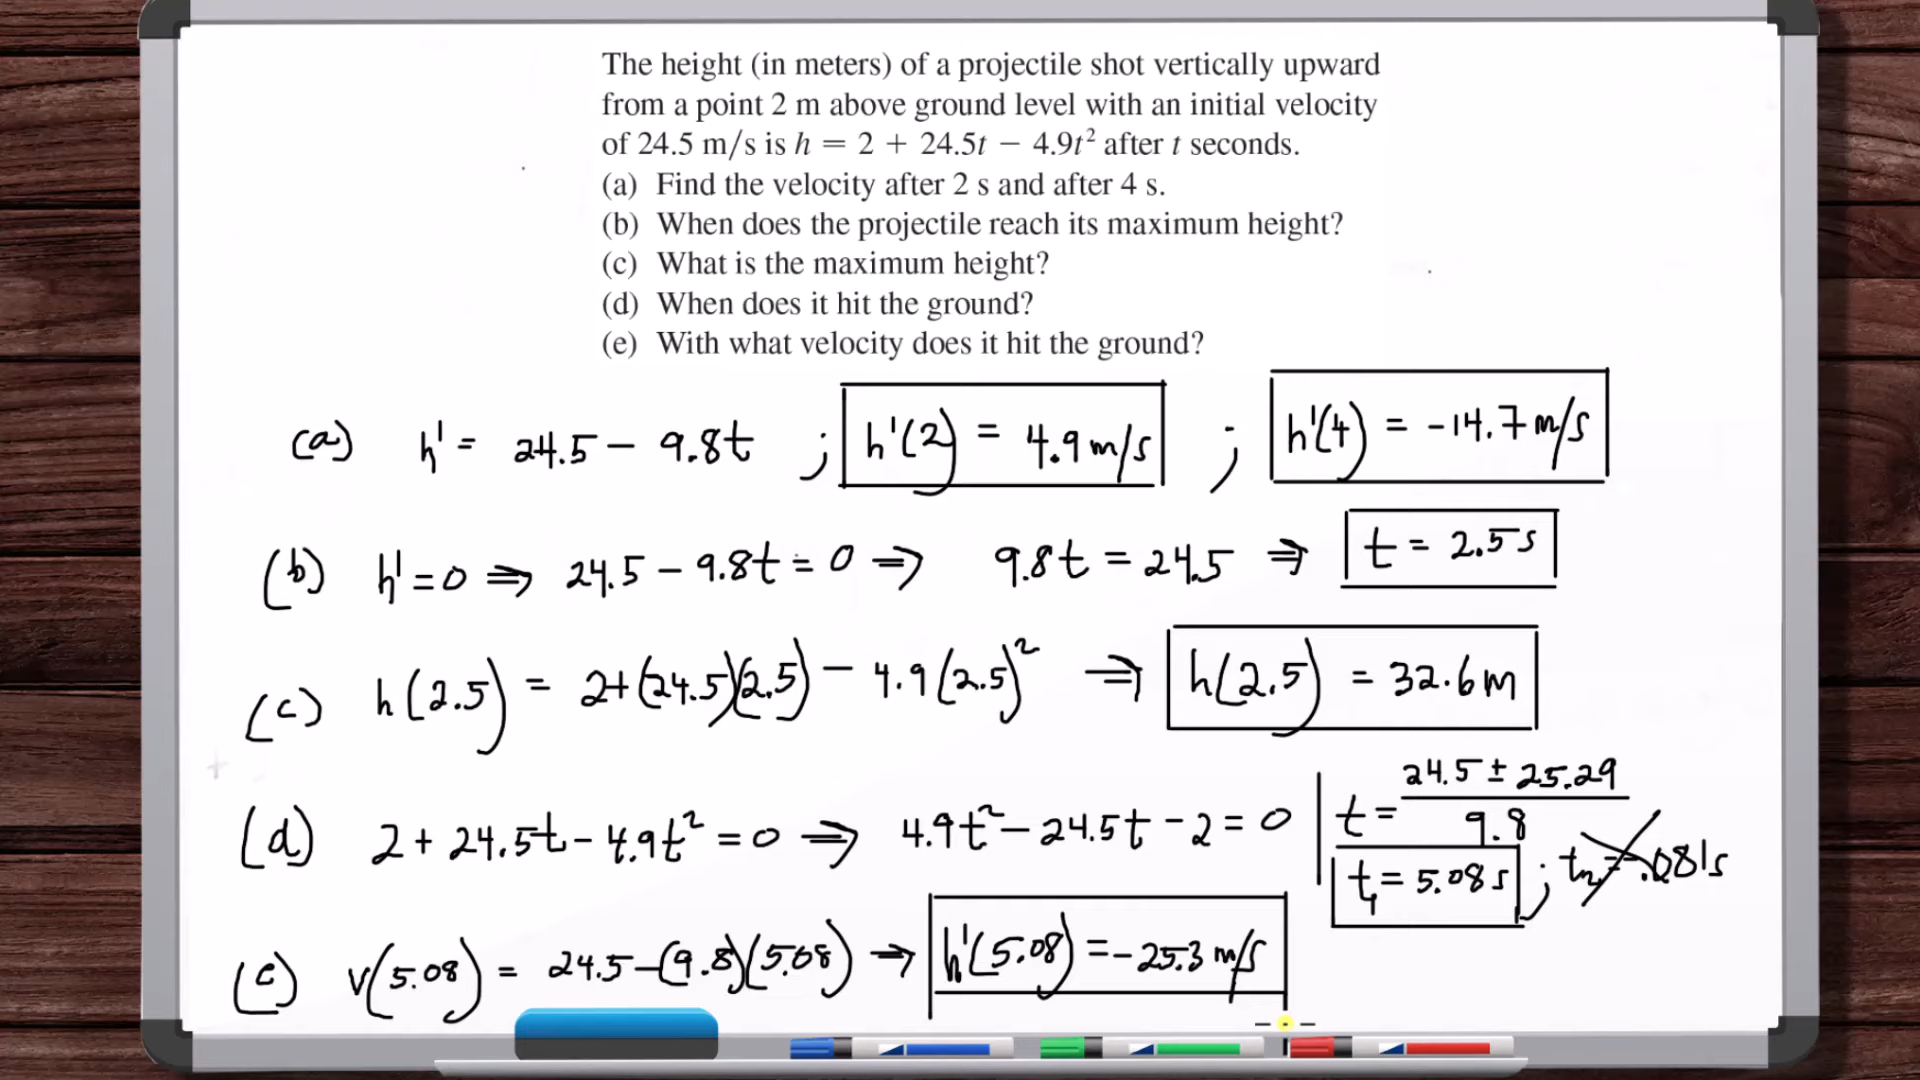 The height (in meters) of a projectile shot vertically upward
from a point 2 m above ground level with an initial velocity
of 24.5 m/s is h = 2 + 24.5t − 4.9t² after t seconds.
(a) Find the velocity after 2 s and after 4 s.
(b) When does the projectile reach its maximum height?
(c) What is the maximum height?
(d) When does it hit the ground?
(e) With what velocity does it hit the ground?
(a) h' = 24.5 − 9.8t ; h'(2) = 4.9 m/s ; h'(4) = -14.7 m/s
(b) h' = 0 ⇒ 24.5 − 9.8t = 0 ⇒ 9.8t = 24.5 ⇒ t = 2.5 s
(c) h(2.5) = 2+(24.5)(2.5) − 4.9(2.5)² ⇒ h(2.5) = 32.6 m
(d) 2 + 24.5t − 4.9t² = 0 ⇒ 4.9t² − 24.5t − 2 = 0 | t = (24.5 ± 25.29)/9.8
t₁ = 5.08 s ; t₂ = -.081 s
(e) v(5.08) = 24.5 − (9.8)(5.08) ⇒ h'(5.08) = -25.3 m/s